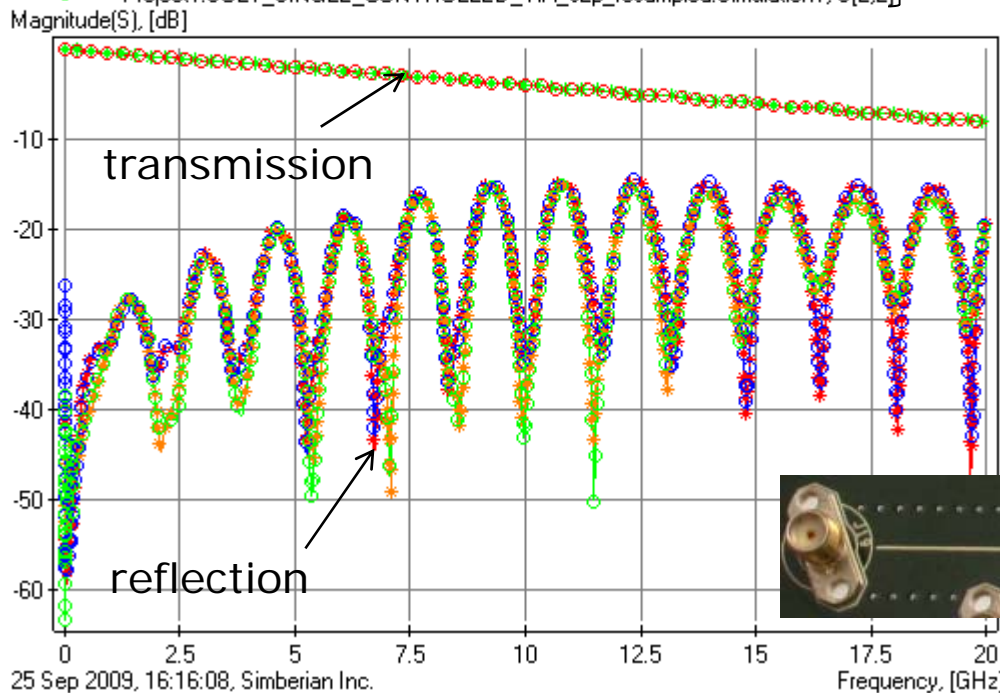 Magnitude(S), [dB]
transmission
reflection
-10
-20
-30
-40
-50
-60
0 2.5 5 7.5 10 12.5 15 17.5 20
25 Sep 2009, 16:16:08, Simberian Inc. Frequency, [GHz]